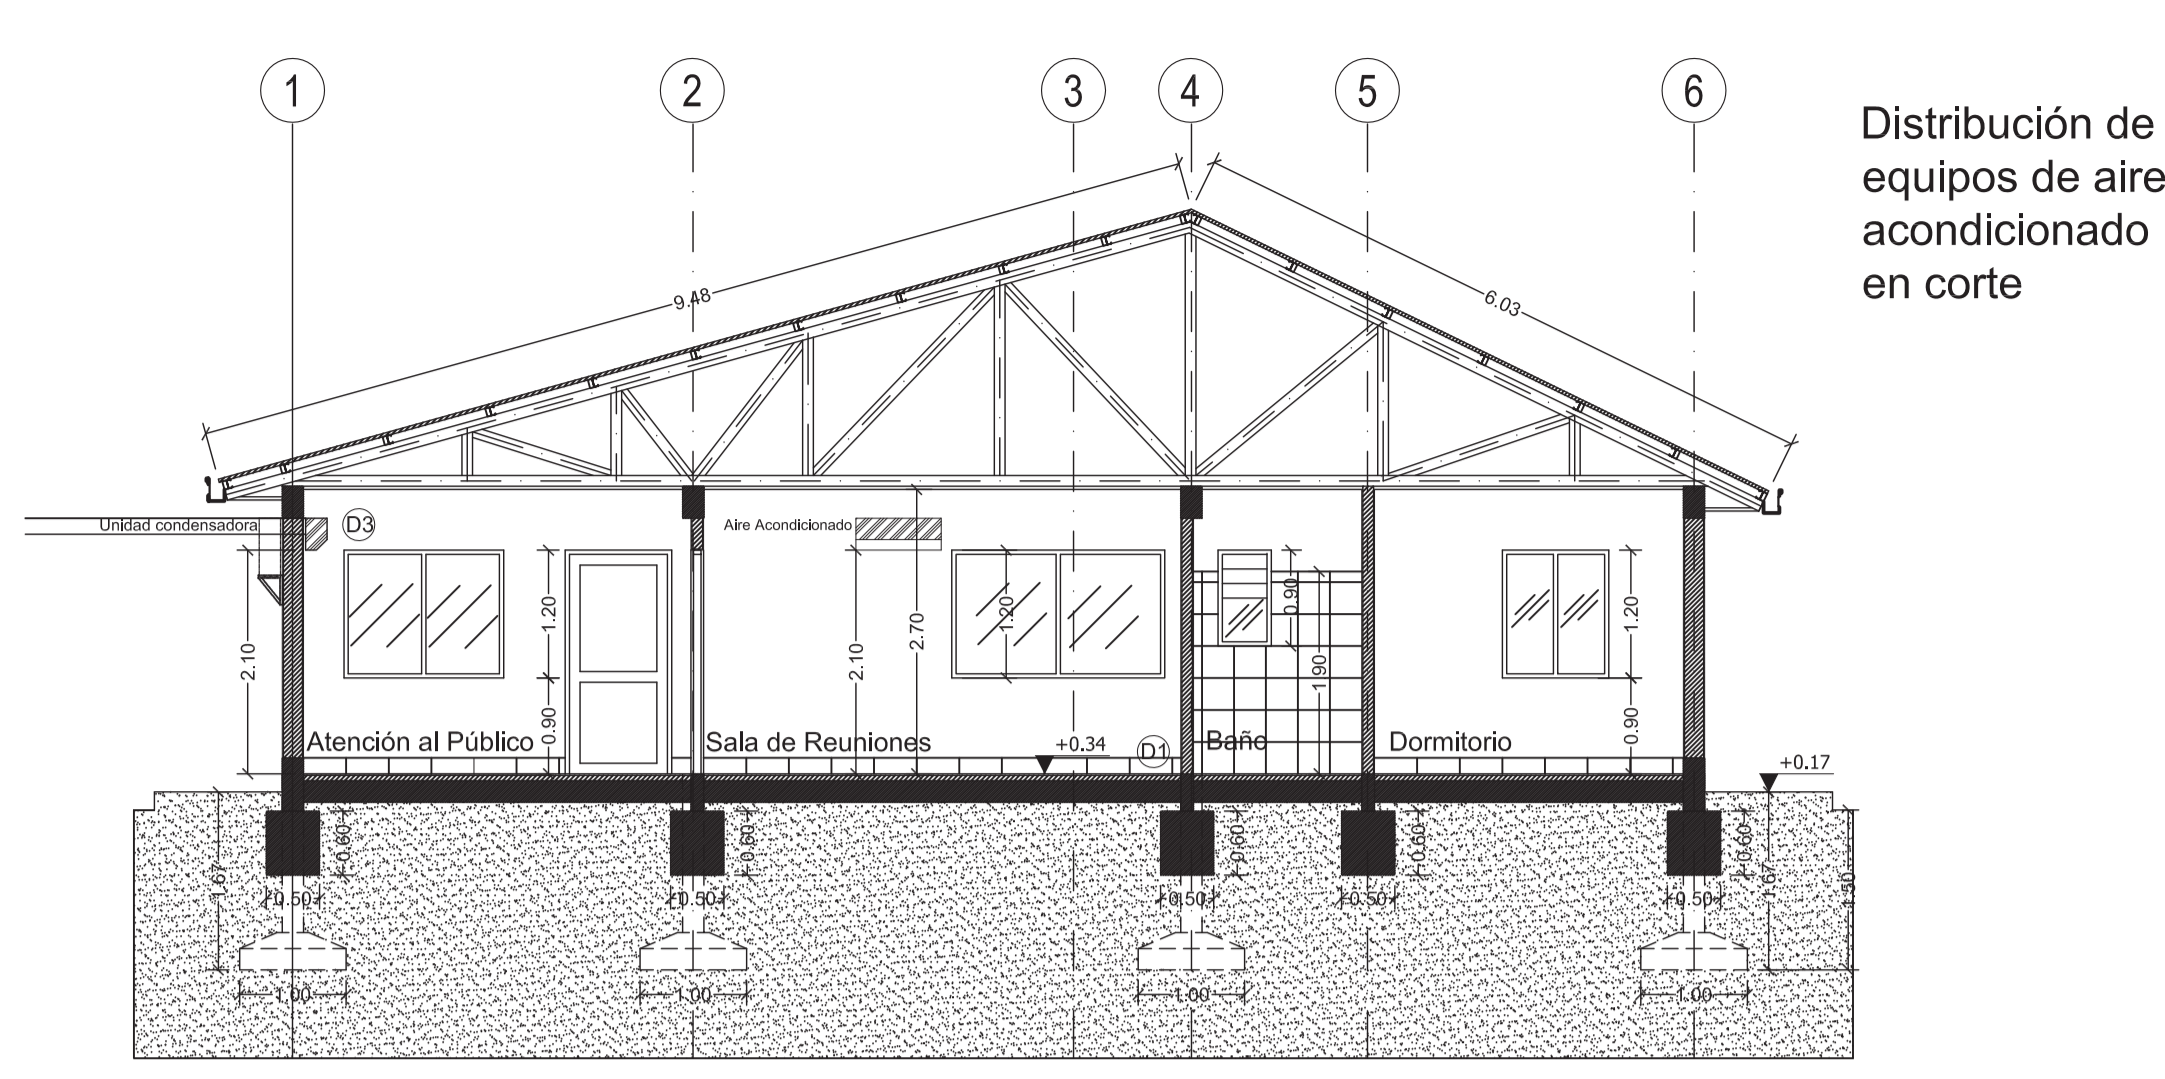 1 2 3 4 5 6
Distribución de
equipos de aire
acondicionado
en corte
9.48
6.03
Unidad condensadora
D3
Aire Acondicionado
2.10
1.20
0.90
2.10
2.70
1.20
0.90
1.90
1.20
0.90
Atención al Público
Sala de Reuniones
+0.34
D1
Baño
Dormitorio
+0.17
0.60
0.60
0.60
0.60
0.60
1.67
1.67
1.50
0.50
0.50
0.50
0.50
0.50
1.00
1.00
1.00
1.00